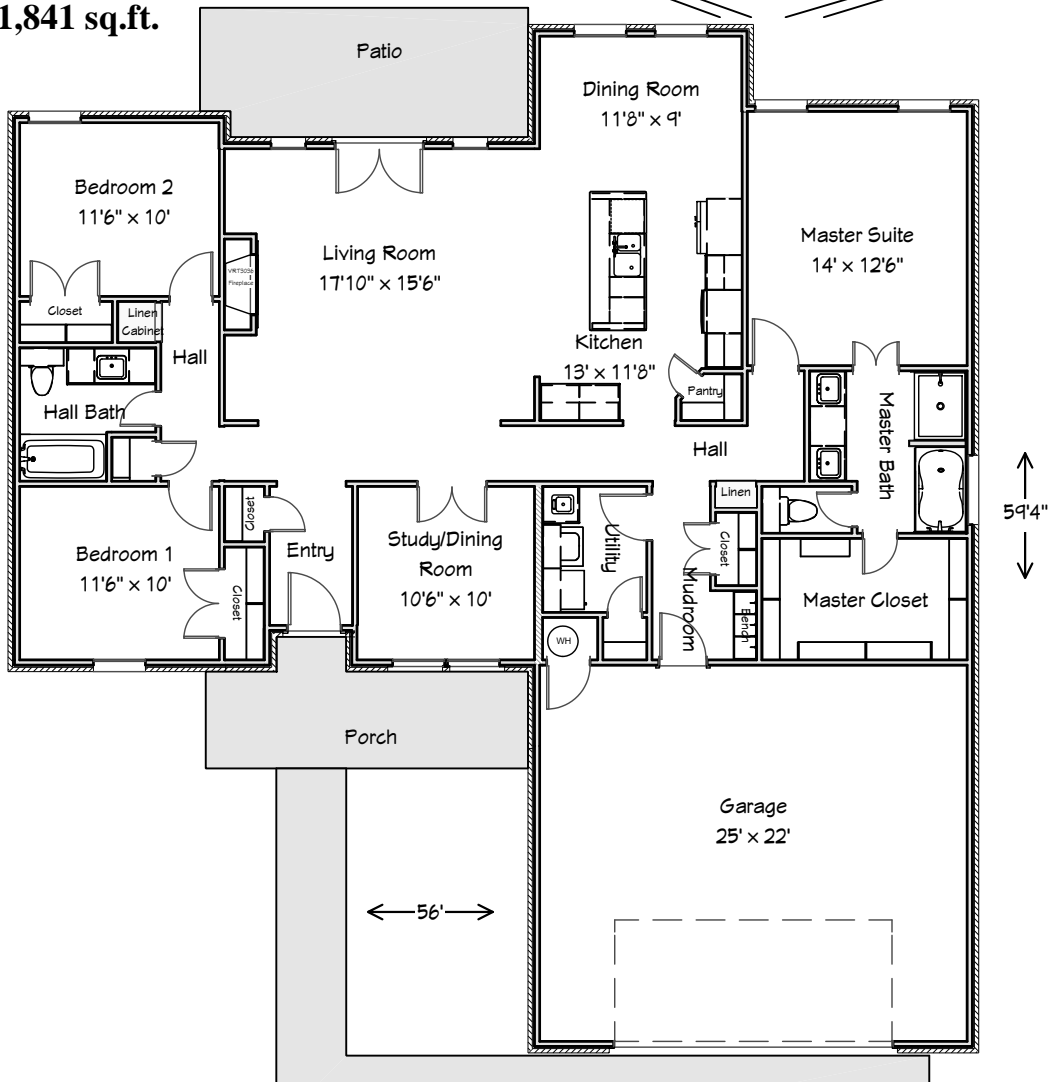 1,841 sq.ft.
Patio
Dining Room
11'8" x 9'
Bedroom 2
11'6" x 10'
Living Room
17'10" x 15'6"
Master Suite
14' x 12'6"
VRT3036
Fireplace
Closet
Linen
Cabinet
Hall
Kitchen
13' x 11'8"
Pantry
Hall Bath
Master Bath
Hall
Linen
59'4"
Closet
Bedroom 1
11'6" x 10'
Entry
Study/Dining
Room
10'6" x 10'
Utility
Closet
Mudroom
Closet
Bench
Master Closet
WH
Porch
Garage
25' x 22'
56'